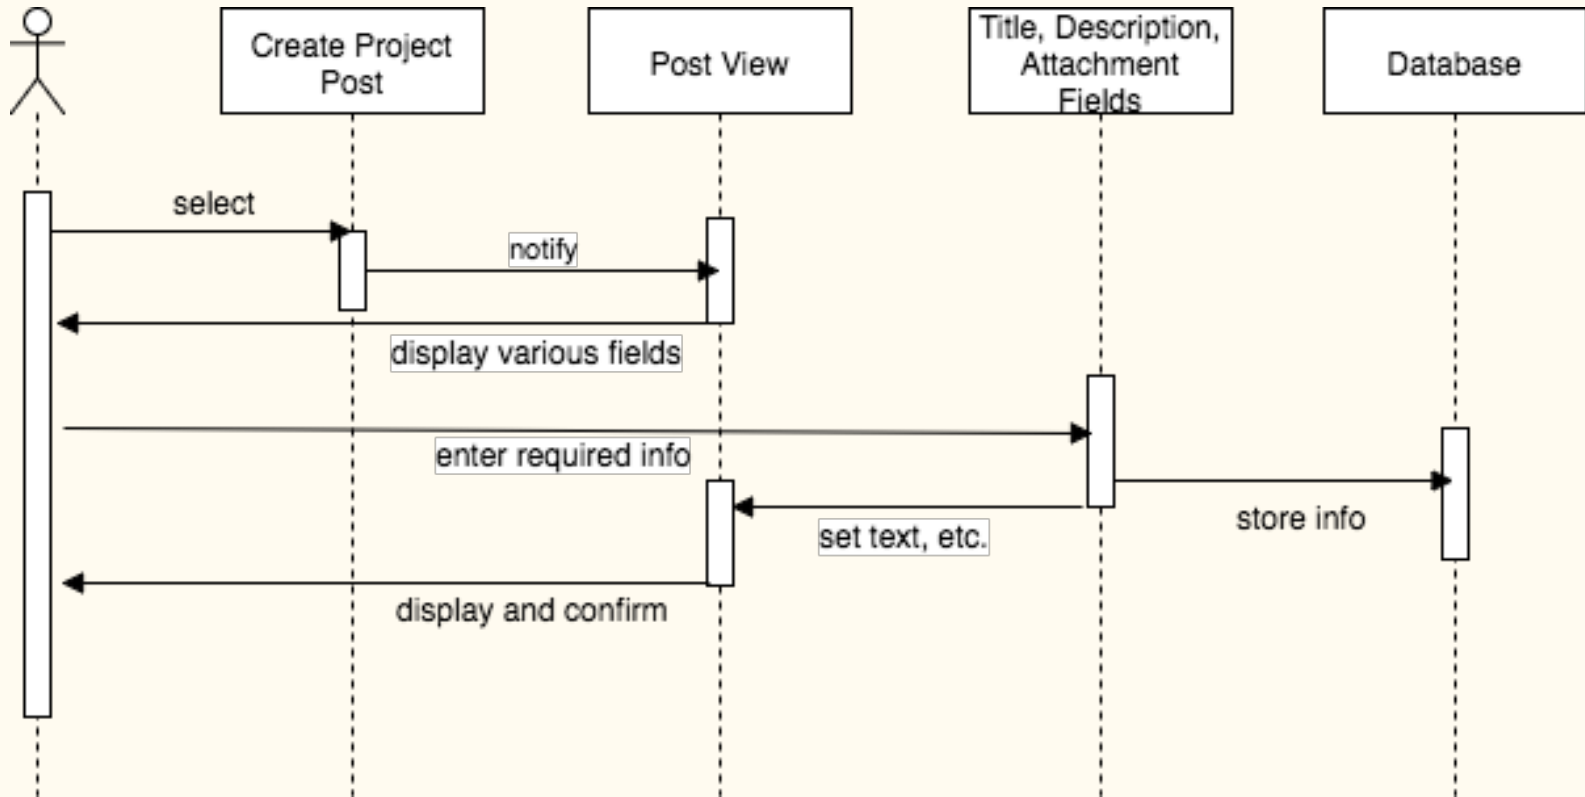 Create Project
Post
Post View
Title, Description,
Attachment
Fields
Database
select
notify
display various fields
enter required info
set text, etc.
store info
display and confirm